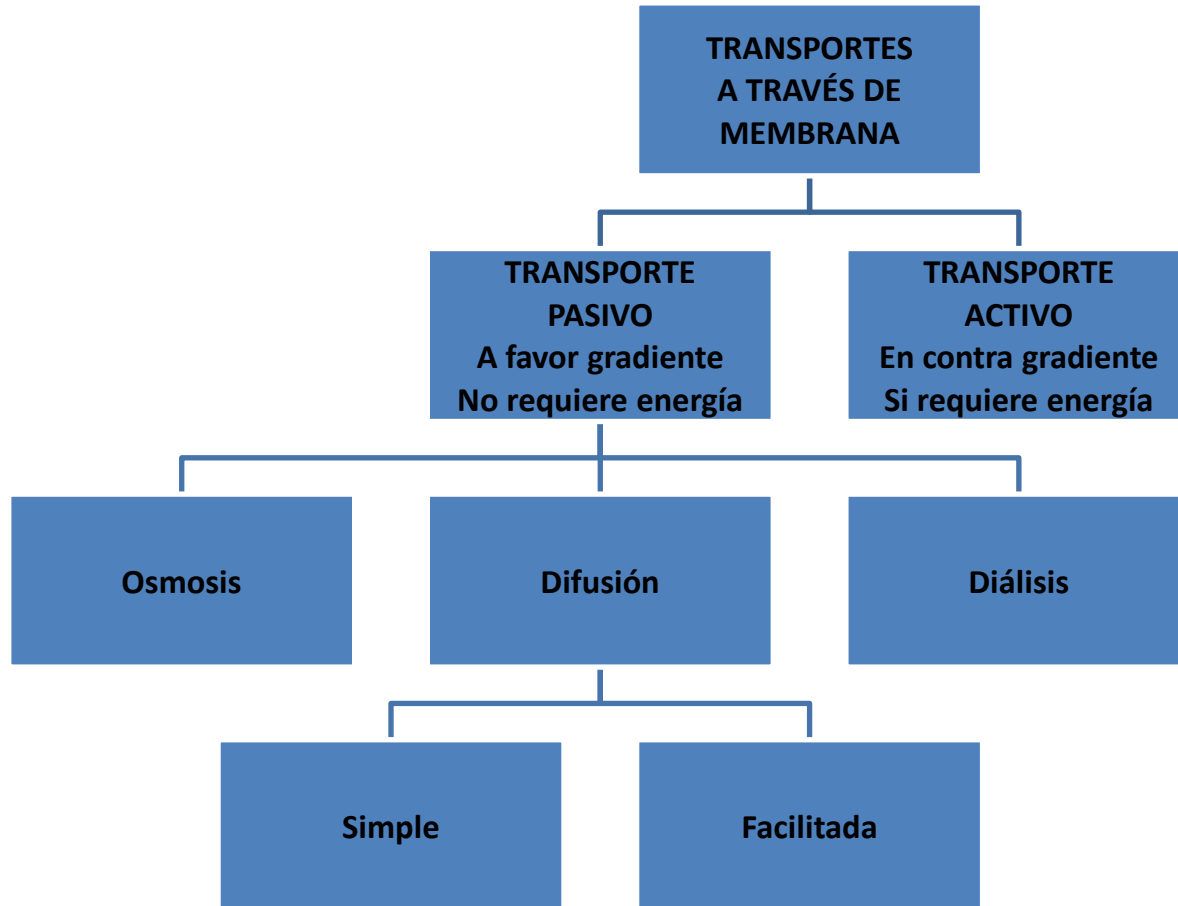 TRANSPORTES
A TRAVÉS DE
MEMBRANA
TRANSPORTE
PASIVO
A favor gradiente
No requiere energía
TRANSPORTE
ACTIVO
En contra gradiente
Si requiere energía
Osmosis
Difusión
Diálisis
Simple
Facilitada